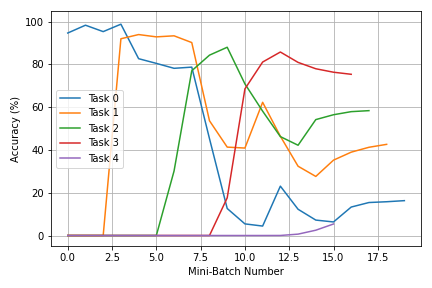 100
80
60
40
20
0
Accuracy (%)
Task 0
Task 1
Task 2
Task 3
Task 4
0.0 2.5 5.0 7.5 10.0 12.5 15.0 17.5
Mini-Batch Number